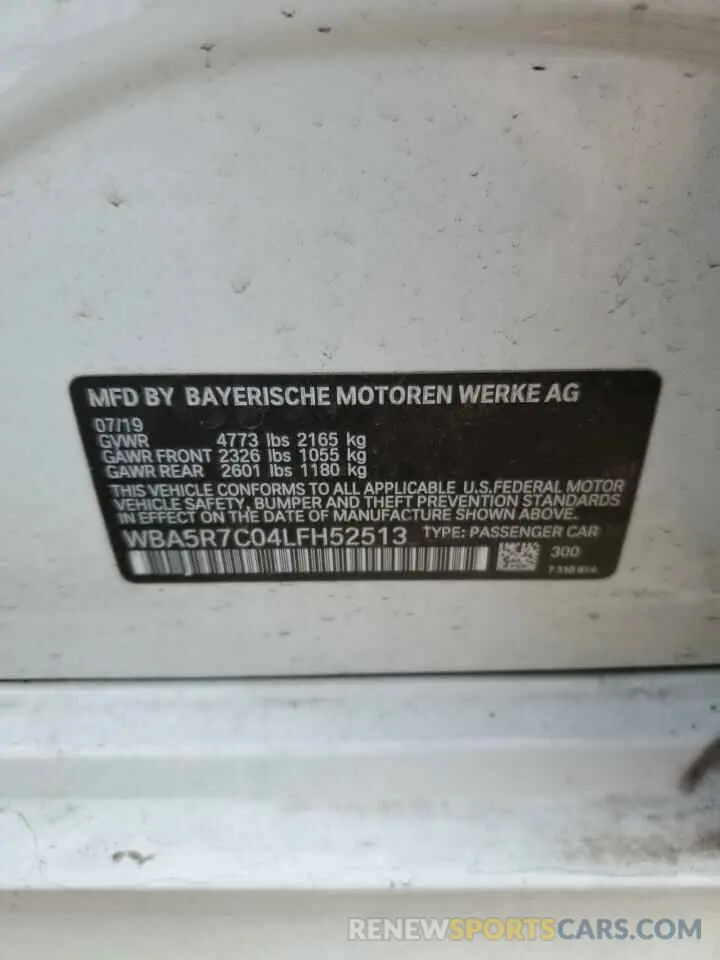 MFD BY BAYERISCHE MOTOREN WERKE AG
07/19
GVWR 4773 lbs 2165 kg
GAWR FRONT 2326 lbs 1055 kg
GAWR REAR 2601 lbs 1180 kg
THIS VEHICLE CONFORMS TO ALL APPLICABLE U.S.FEDERAL MOTOR
VEHICLE SAFETY, BUMPER AND THEFT PREVENTION STANDARDS
IN EFFECT ON THE DATE OF MANUFACTURE SHOWN ABOVE.
WBA5R7C04LFH52513 TYPE: PASSENGER CAR
300
RENEWSPORTSCARS.COM